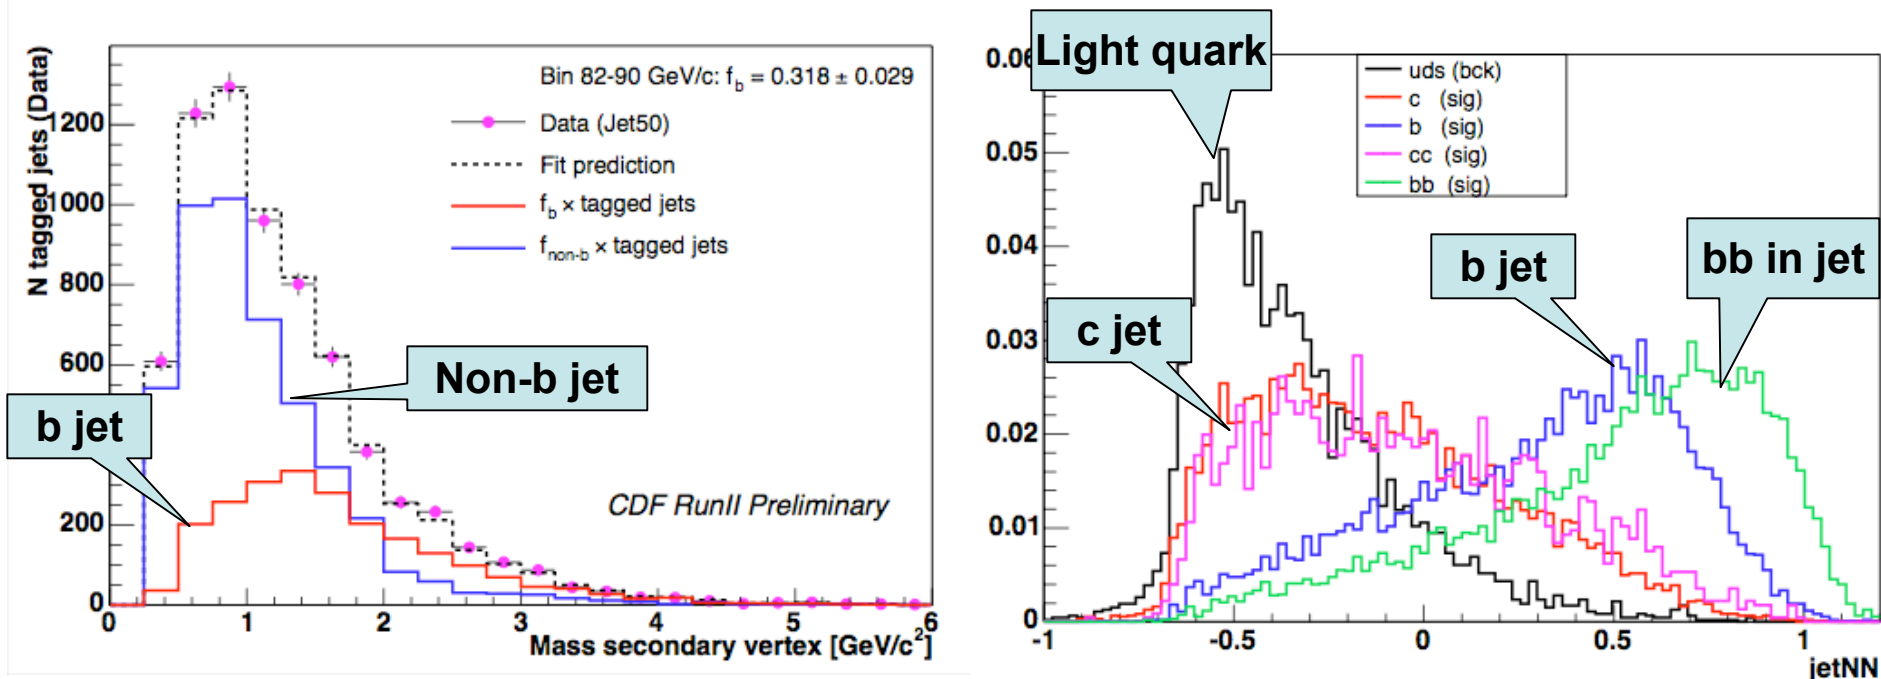 N tagged jets (Data)
1200
1000
800
600
200
0
0 1 2 3 4 5 6
Mass secondary vertex [GeV/c²]
Bin 82-90 GeV/c: f_b = 0.318 ± 0.029
Data (Jet50)
Fit prediction
f_b × tagged jets
f_non-b × tagged jets
Non-b jet
b jet
CDF RunII Preliminary
Light quark
uds (bck)
c (sig)
b (sig)
cc (sig)
bb (sig)
b jet
bb in jet
c jet
0.05
0.04
0.03
0.02
0.01
0
-1 -0.5 0 0.5 1
jetNN